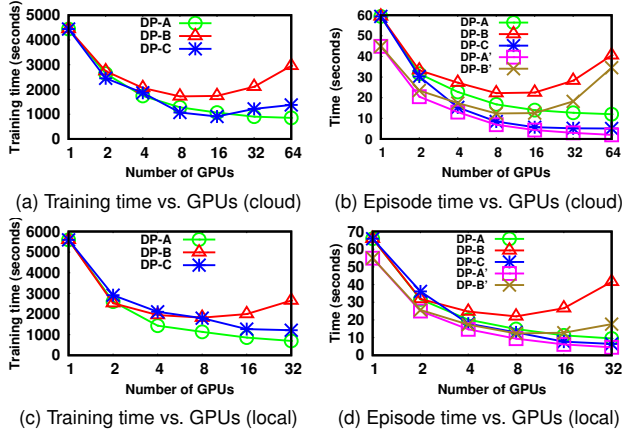 DP-A
DP-B
DP-C
Training time (seconds)
5000
4000
3000
2000
1000
0
1 2 4 8 16 32 64
Number of GPUs
(a) Training time vs. GPUs (cloud)
DP-A
DP-B
DP-C
DP-A'
DP-B'
Time (seconds)
60
50
40
30
20
10
0
1 2 4 8 16 32 64
Number of GPUs
(b) Episode time vs. GPUs (cloud)
DP-A
DP-B
DP-C
Training time (seconds)
6000
5000
4000
3000
2000
1000
0
1 2 4 8 16 32
Number of GPUs
(c) Training time vs. GPUs (local)
DP-A
DP-B
DP-C
DP-A'
DP-B'
Time (seconds)
70
60
50
40
30
20
10
0
1 2 4 8 16 32
Number of GPUs
(d) Episode time vs. GPUs (local)